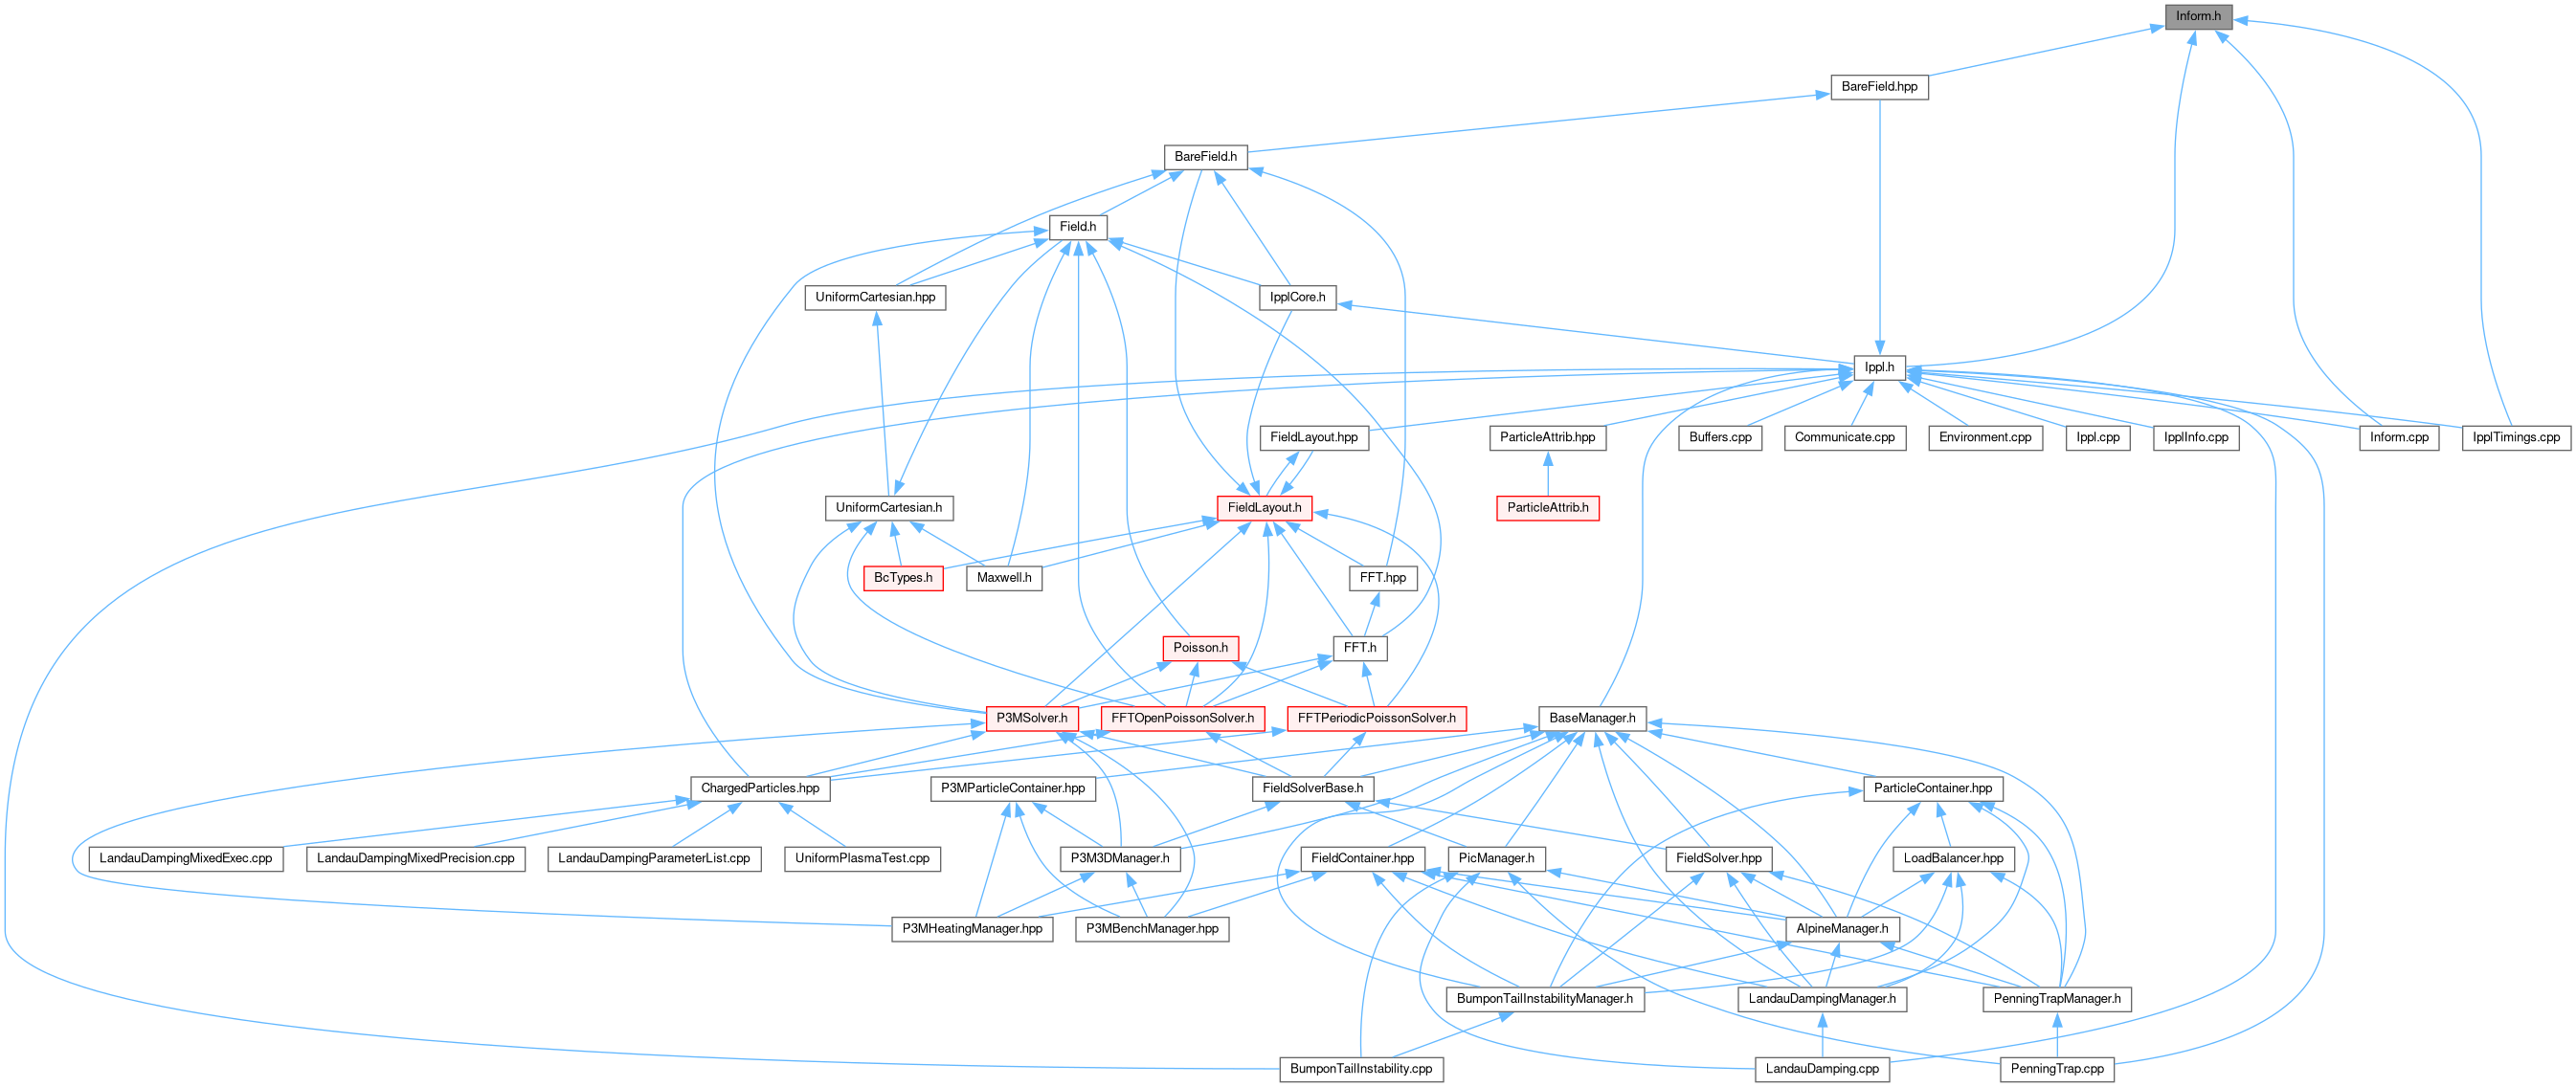 Inform.h
BareField.hpp
BareField.h
Field.h
UniformCartesian.hpp
IpplCore.h
Ippl.h
FieldLayout.hpp
ParticleAttrib.hpp
Buffers.cpp
Communicate.cpp
Environment.cpp
Ippl.cpp
IpplInfo.cpp
Inform.cpp
IpplTimings.cpp
UniformCartesian.h
FieldLayout.h
ParticleAttrib.h
BcTypes.h
Maxwell.h
FFT.hpp
Poisson.h
FFT.h
P3MSolver.h
FFTOpenPoissonSolver.h
FFTPeriodicPoissonSolver.h
BaseManager.h
ChargedParticles.hpp
P3MParticleContainer.hpp
FieldSolverBase.h
ParticleContainer.hpp
LandauDampingMixedExec.cpp
LandauDampingMixedPrecision.cpp
LandauDampingParameterList.cpp
UniformPlasmaTest.cpp
P3M3DManager.h
FieldContainer.hpp
PicManager.h
FieldSolver.hpp
LoadBalancer.hpp
P3MHeatingManager.hpp
P3MBenchManager.hpp
AlpineManager.h
BumponTailInstabilityManager.h
LandauDampingManager.h
PenningTrapManager.h
BumponTailInstability.cpp
LandauDamping.cpp
PenningTrap.cpp